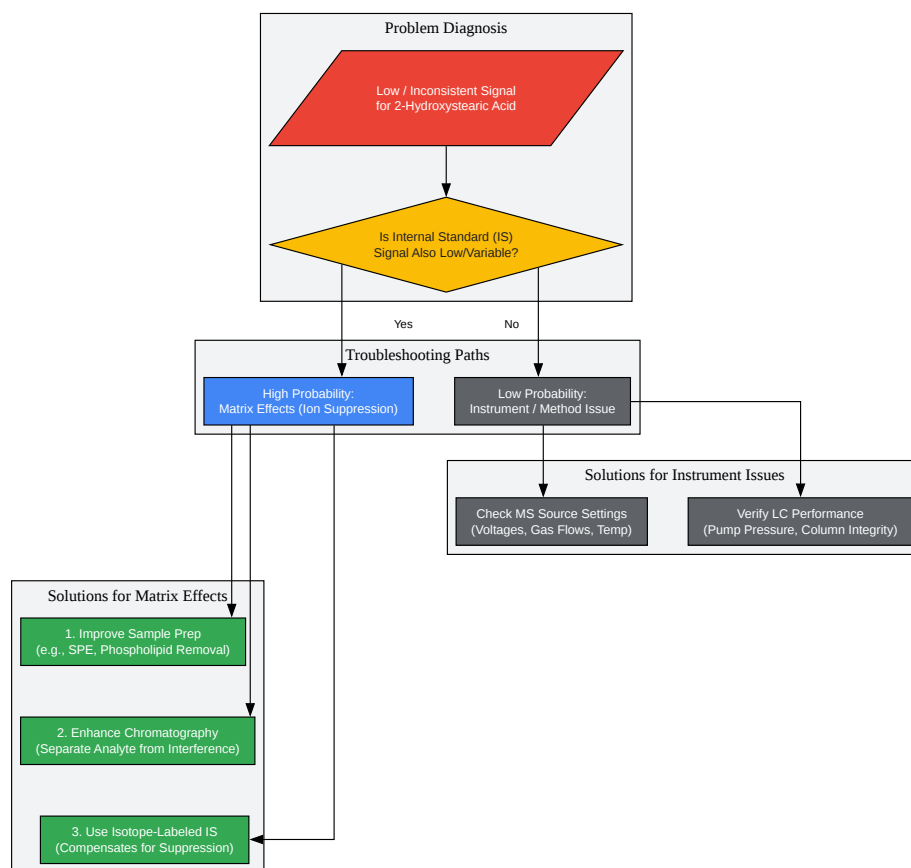 Problem Diagnosis
Low / Inconsistent Signal
for 2-Hydroxystearic Acid
Is Internal Standard (IS)
Signal Also Low/Variable?
Yes
No
Troubleshooting Paths
High Probability:
Matrix Effects (Ion Suppression)
Low Probability:
Instrument / Method Issue
Solutions for Instrument Issues
Check MS Source Settings
(Voltages, Gas Flows, Temp)
Verify LC Performance
(Pump Pressure, Column Integrity)
Solutions for Matrix Effects
1. Improve Sample Prep
(e.g., SPE, Phospholipid Removal)
2. Enhance Chromatography
(Separate Analyte from Interference)
3. Use Isotope-Labeled IS
(Compensates for Suppression)